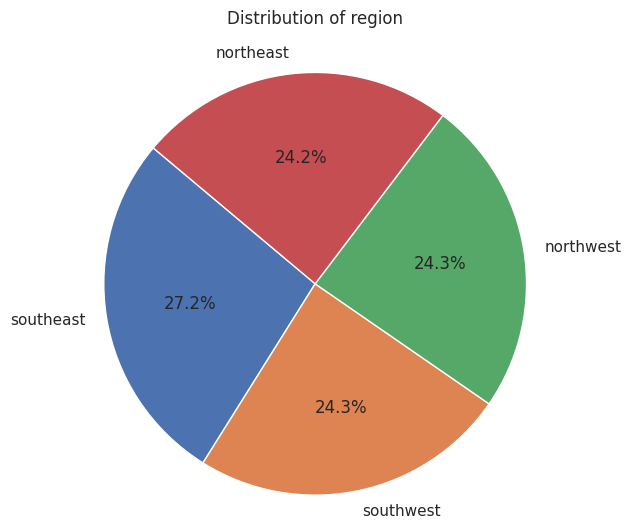 Distribution of region
northeast
24.2%
northwest
24.3%
27.2%
southeast
24.3%
southwest